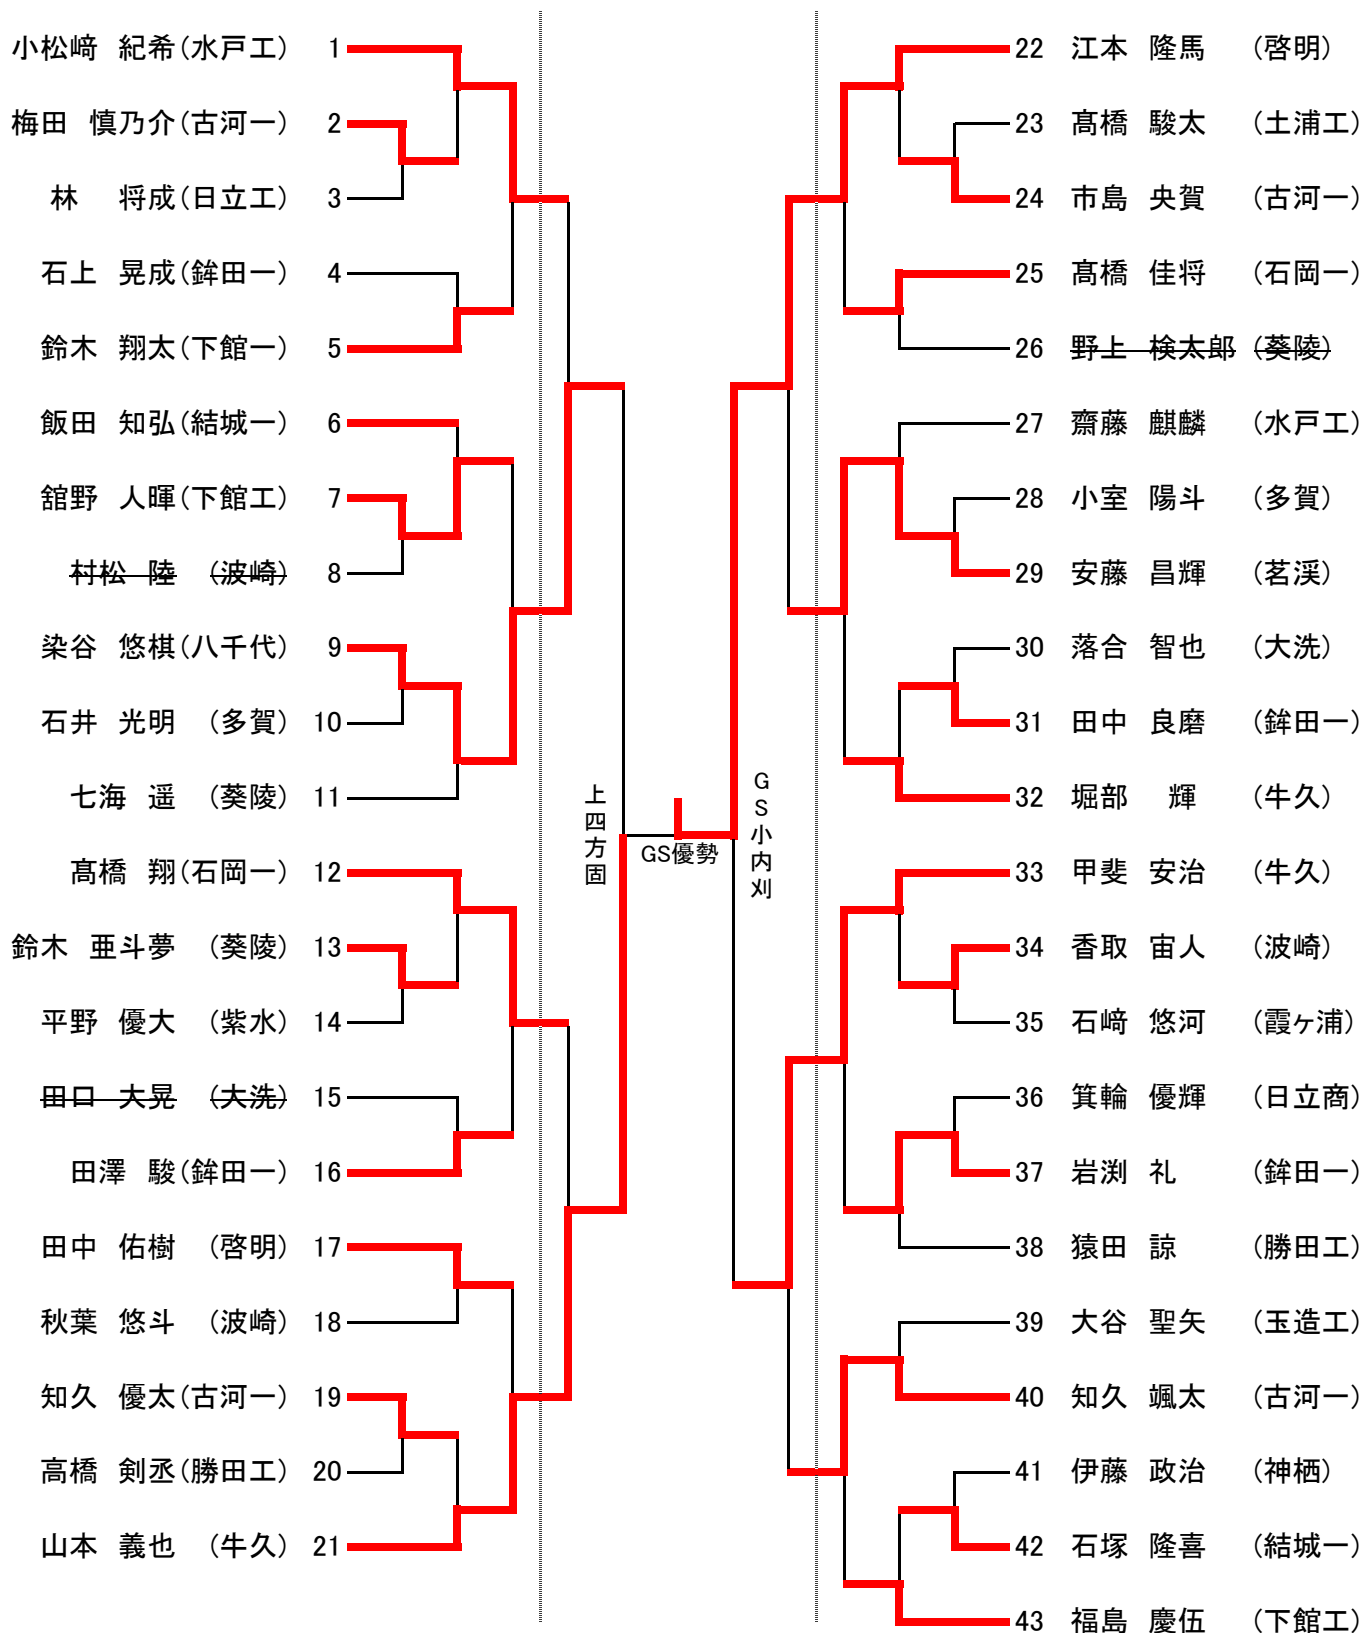 小松﨑 紀希(水戸工) 1
梅田 慎乃介(古河一) 2
林 将成(日立工) 3
石上 晃成(鉾田一) 4
鈴木 翔太(下館一) 5
飯田 知弘(結城一) 6
舘野 人暉(下館工) 7
村松 陸 (波崎) 8
染谷 悠棋(八千代) 9
石井 光明 (多賀) 10
七海 遥 (葵陵) 11
髙橋 翔(石岡一) 12
鈴木 亜斗夢 (葵陵) 13
平野 優大 (紫水) 14
田口 大晃 (大洗) 15
田澤 駿(鉾田一) 16
田中 佑樹 (啓明) 17
秋葉 悠斗 (波崎) 18
知久 優太(古河一) 19
高橋 剣丞(勝田工) 20
山本 義也 (牛久) 21
上四方固
GS優勢
GS小内刈
22 江本 隆馬 (啓明)
23 髙橋 駿太 (土浦工)
24 市島 央賀 (古河一)
25 髙橋 佳将 (石岡一)
26 野上 検太郎 (葵陵)
27 齋藤 麒麟 (水戸工)
28 小室 陽斗 (多賀)
29 安藤 昌輝 (茗溪)
30 落合 智也 (大洗)
31 田中 良磨 (鉾田一)
32 堀部 輝 (牛久)
33 甲斐 安治 (牛久)
34 香取 宙人 (波崎)
35 石﨑 悠河 (霞ヶ浦)
36 箕輪 優輝 (日立商)
37 岩渕 礼 (鉾田一)
38 猿田 諒 (勝田工)
39 大谷 聖矢 (玉造工)
40 知久 颯太 (古河一)
41 伊藤 政治 (神栖)
42 石塚 隆喜 (結城一)
43 福島 慶伍 (下館工)